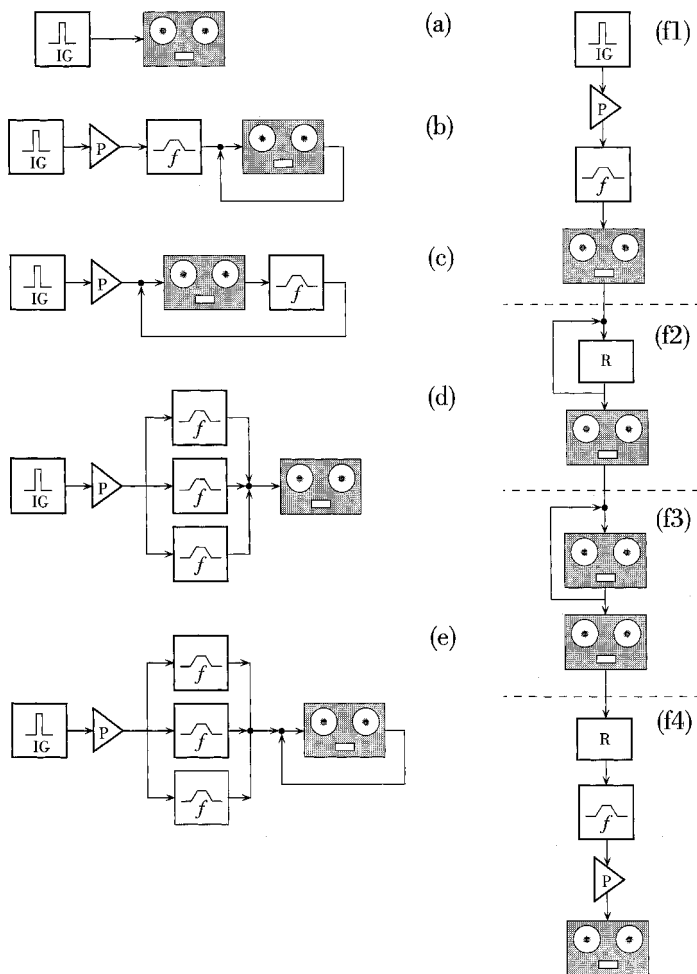 (a)
IG
(b)
IG P f
(c)
IG P f
(d)
f
IG P f
f
(e)
f
IG P f
f
(f1)
IG
P
f
(f2)
R
(f3)
(f4)
R
f
P